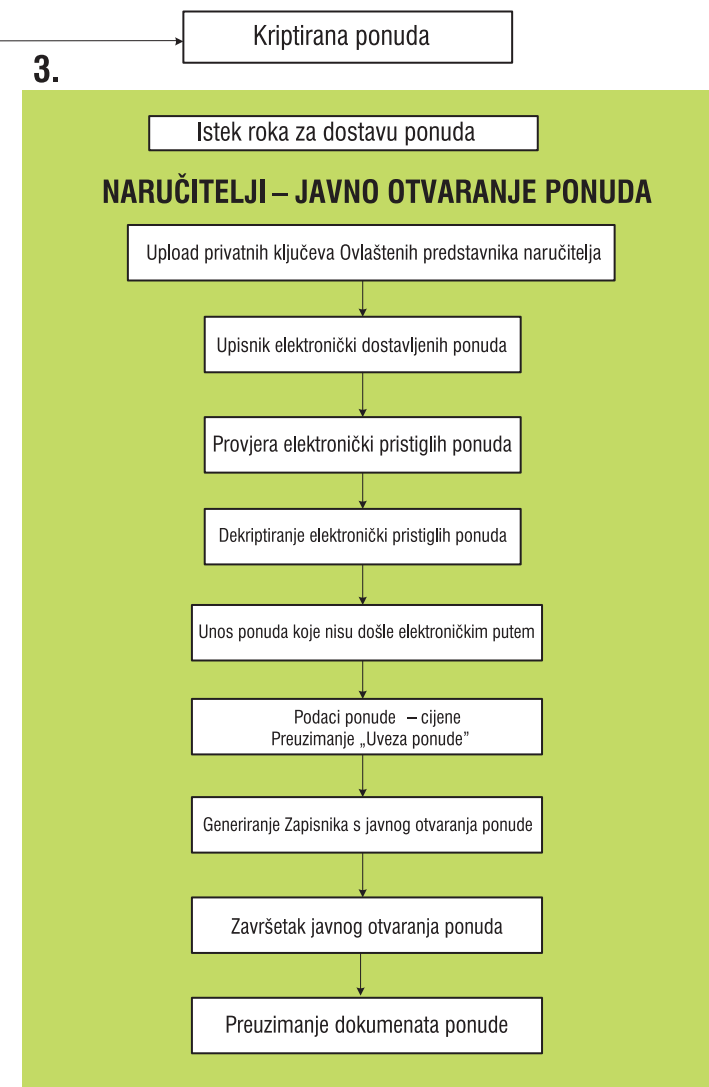 Kriptirana ponuda
3.
Istek roka za dostavu ponuda
NARUČITELJI – JAVNO OTVARANJE PONUDA
Upload privatnih ključeva Ovlaštenih predstavnika naručitelja
Upisnik elektronički dostavljenih ponuda
Provjera elektronički pristiglih ponuda
Dekriptiranje elektronički pristiglih ponuda
Unos ponuda koje nisu došle elektroničkim putem
Podaci ponude – cijene
Preuzimanje „Uveza ponude”
Generiranje Zapisnika s javnog otvaranja ponude
Završetak javnog otvaranja ponuda
Preuzimanje dokumenata ponude